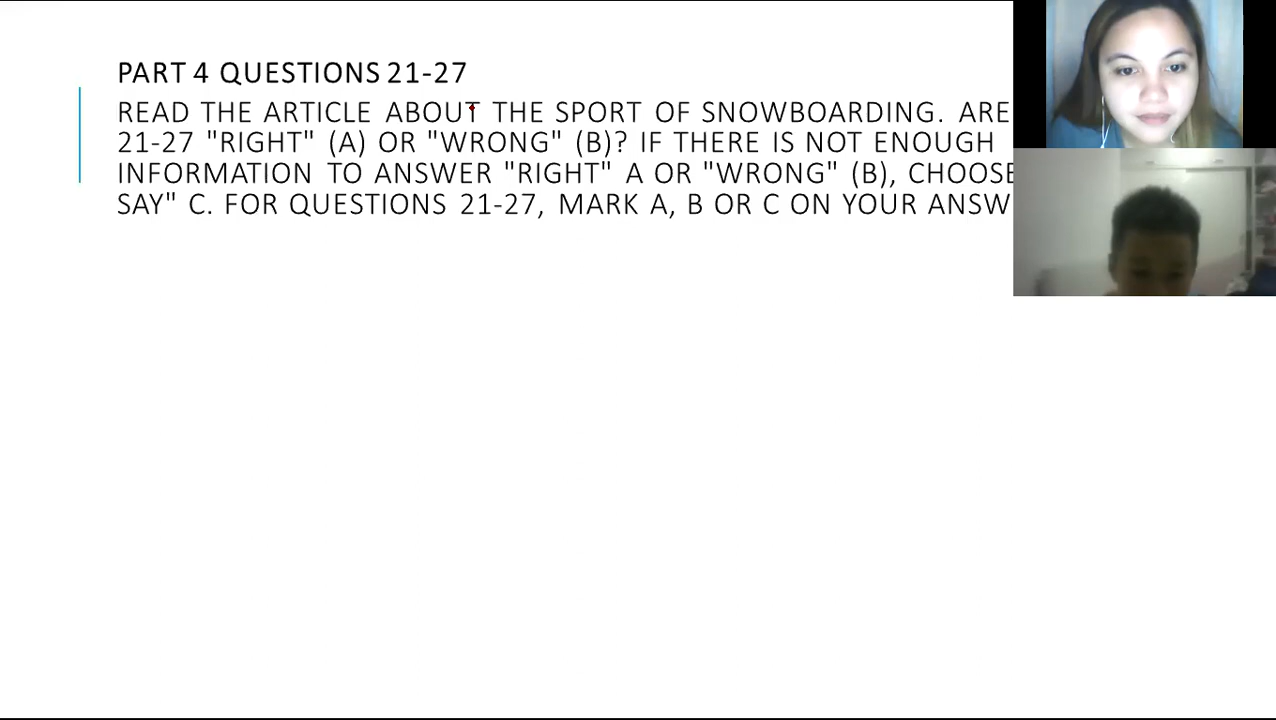 PART 4 QUESTIONS 21-27
READ THE ARTICLE ABOUT THE SPORT OF SNOWBOARDING. ARE
21-27 "RIGHT" (A) OR "WRONG" (B)? IF THERE IS NOT ENOUGH
INFORMATION TO ANSWER "RIGHT" A OR "WRONG" (B), CHOOSE
SAY" C. FOR QUESTIONS 21-27, MARK A, B OR C ON YOUR ANSW